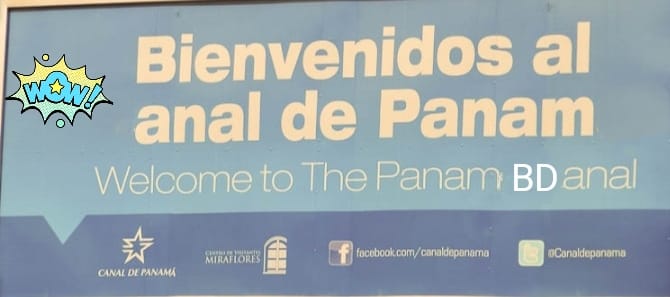 Bienvenidos al
anal de Panam
WOW!!
Welcome to The Panam BD anal
CANAL DE PANAMÁ
CENTRO DE VISITANTES
MIRAFLORES
facebook.com/canaldepanama
@Canaldepanama